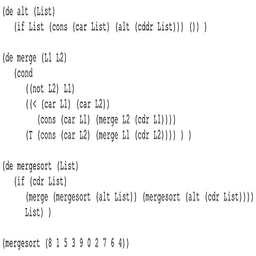 (de alt (List)
(if List (cons (car List) (alt (cddr List))) ()) )
(de merge (L1 L2)
(cond
((not L2) L1)
((< (car L1) (car L2))
(cons (car L1) (merge L2 (cdr L1))))
(T (cons (car L2) (merge L1 (cdr L2)))) ) )
(de mergesort (List)
(if (cdr List)
(merge (mergesort (alt List)) (mergesort (alt (cdr List))))
List) )
(mergesort (8 1 5 3 9 0 2 7 6 4))